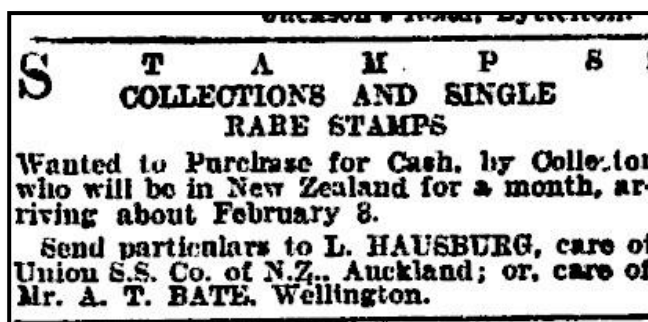 S T A M P S
COLLECTIONS AND SINGLE
RARE STAMPS
Wanted to Purchase for Cash, by Collector
who will be in New Zealand for a month, ar-
riving about February 8.
Send particulars to L. HAUSBURG, care of
Union S.S. Co. of N.Z., Auckland; or, care of
Mr. A. T. BATE, Wellington.